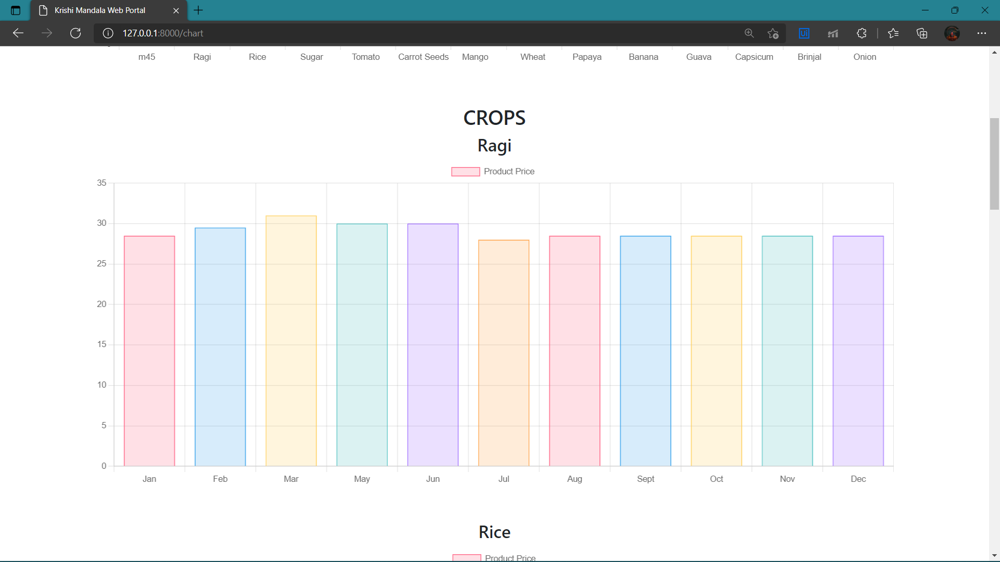 Krishi Mandala Web Portal
127.0.0.1:8000/chart
Ui
m45 Ragi Rice Sugar Tomato Carrot Seeds Mango Wheat Papaya Banana Guava Capsicum Brinjal Onion
CROPS
Ragi
Product Price
35
30
25
20
15
10
5
0
Jan Feb Mar May Jun Jul Aug Sept Oct Nov Dec
Rice
Product Price